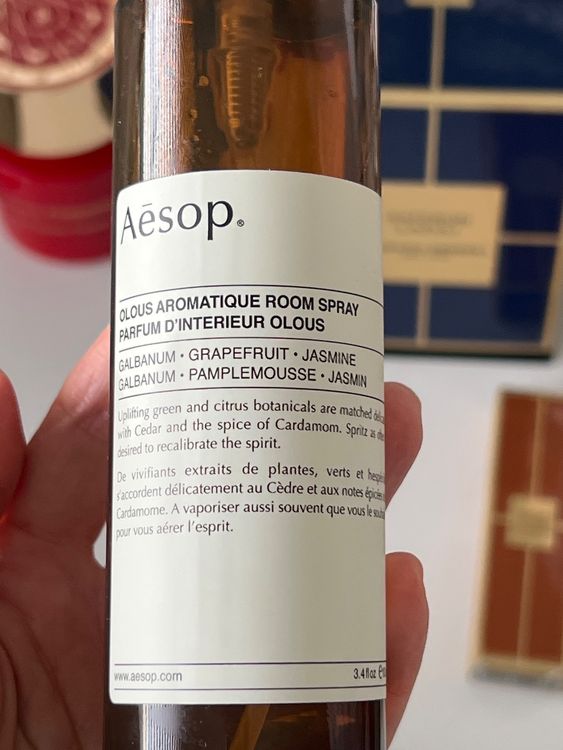 Aēsop®
OLOUS AROMATIQUE ROOM SPRAY
PARFUM D'INTERIEUR OLOUS
GALBANUM • GRAPEFRUIT • JASMINE
GALBANUM • PAMPLEMOUSSE • JASMIN
Uplifting green and citrus botanicals are matched
with Cedar and the spice of Cardamom. Spritz as
desired to recalibrate the spirit.
De vivifiants extraits de plantes, verts et
s'accordent délicatement au Cèdre et aux notes
Cardamome. A vaporiser aussi souvent que vous le
pour vous aérer l'esprit.
www.aesop.com
3.4 fl oz